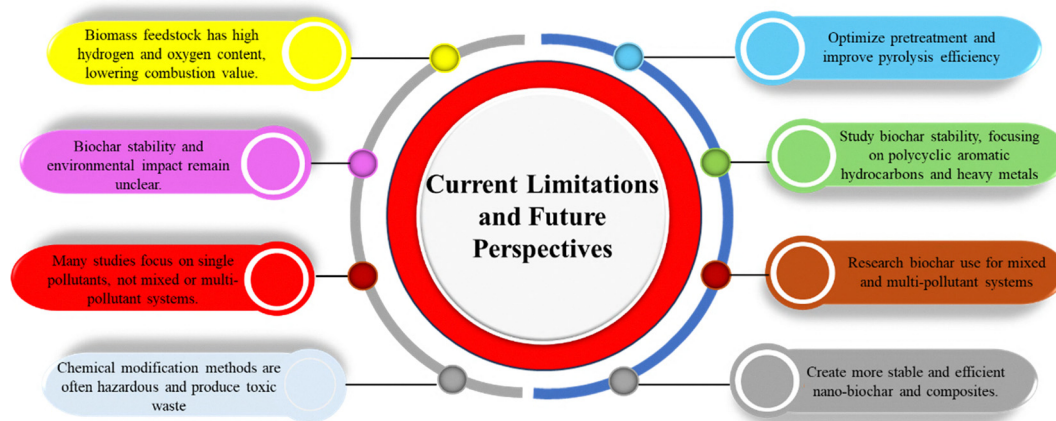 Biomass feedstock has high
hydrogen and oxygen content,
lowering combustion value.
Biochar stability and
environmental impact remain
unclear.
Many studies focus on single
pollutants, not mixed or multi-
pollutant systems.
Chemical modification methods are
often hazardous and produce toxic
waste
Current Limitations
and Future
Perspectives
Optimize pretreatment and
improve pyrolysis efficiency
Study biochar stability, focusing
on polycyclic aromatic
hydrocarbons and heavy metals
Research biochar use for mixed
and multi-pollutant systems
Create more stable and efficient
nano-biochar and composites.